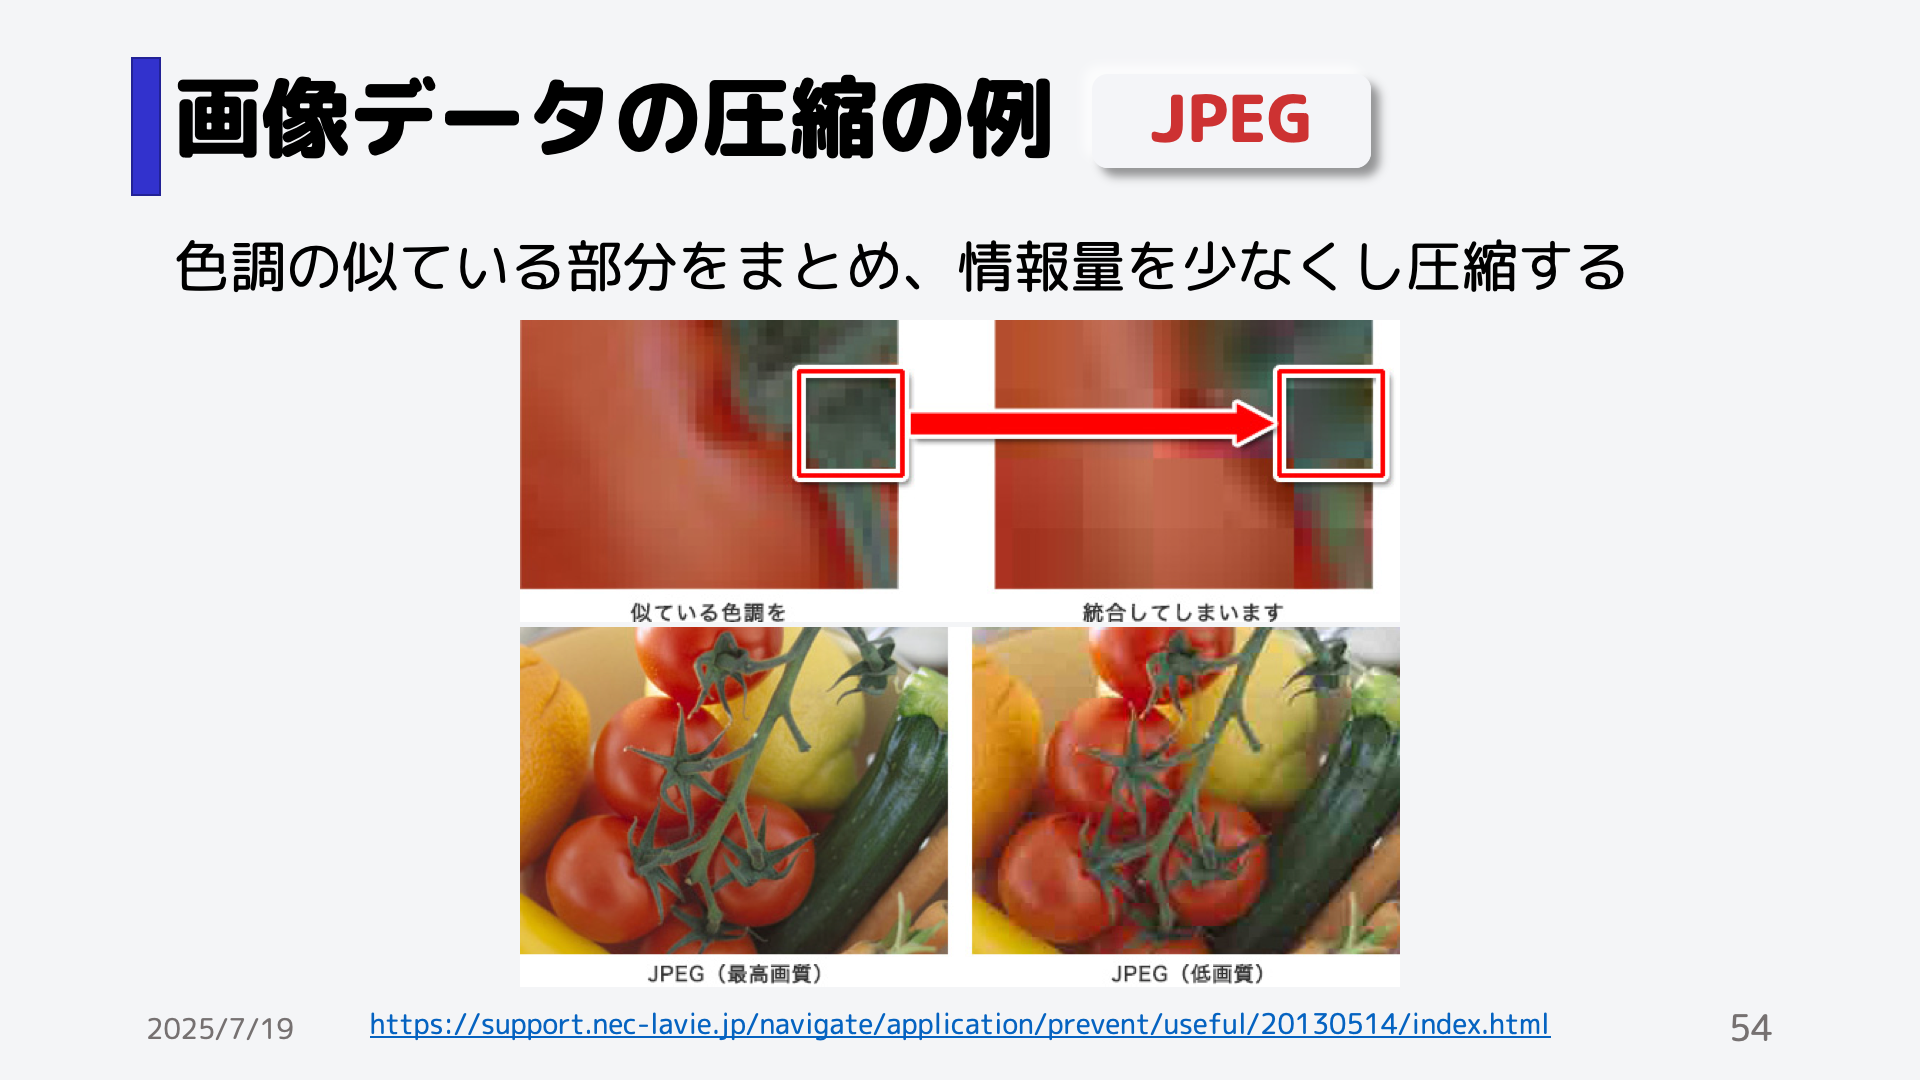 画像データの圧縮の例
JPEG
色調の似ている部分をまとめ、情報量を少なくし圧縮する
似ている色調を
統合してしまいます
JPEG（最高画質）
JPEG（低画質）
2025/7/19
https://support.nec-lavie.jp/navigate/application/prevent/useful/20130514/index.html
54